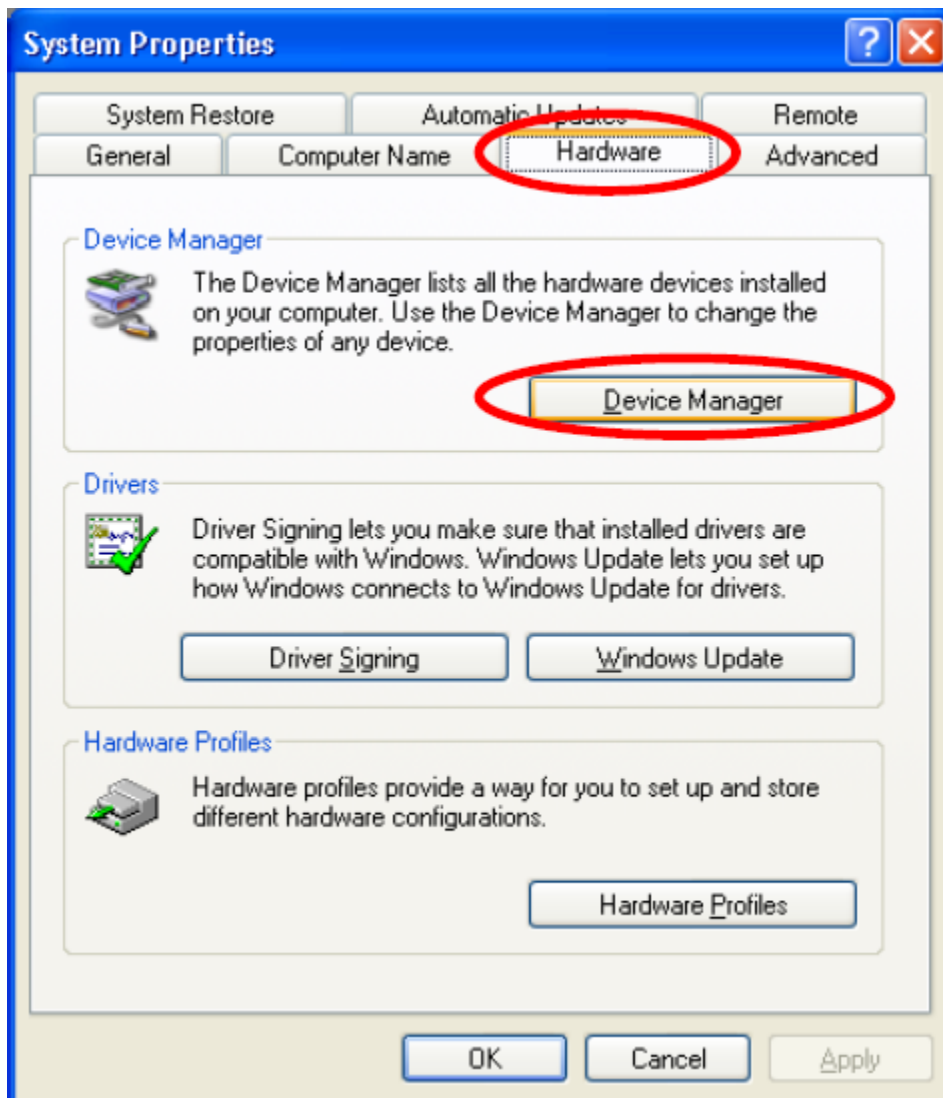 System Properties
System Restore Automatic Updates Remote
General Computer Name Hardware Advanced
Device Manager
The Device Manager lists all the hardware devices installed
on your computer. Use the Device Manager to change the
properties of any device.
Device Manager
Drivers
Driver Signing lets you make sure that installed drivers are
compatible with Windows. Windows Update lets you set up
how Windows connects to Windows Update for drivers.
Driver Signing Windows Update
Hardware Profiles
Hardware profiles provide a way for you to set up and store
different hardware configurations.
Hardware Profiles
OK Cancel Apply